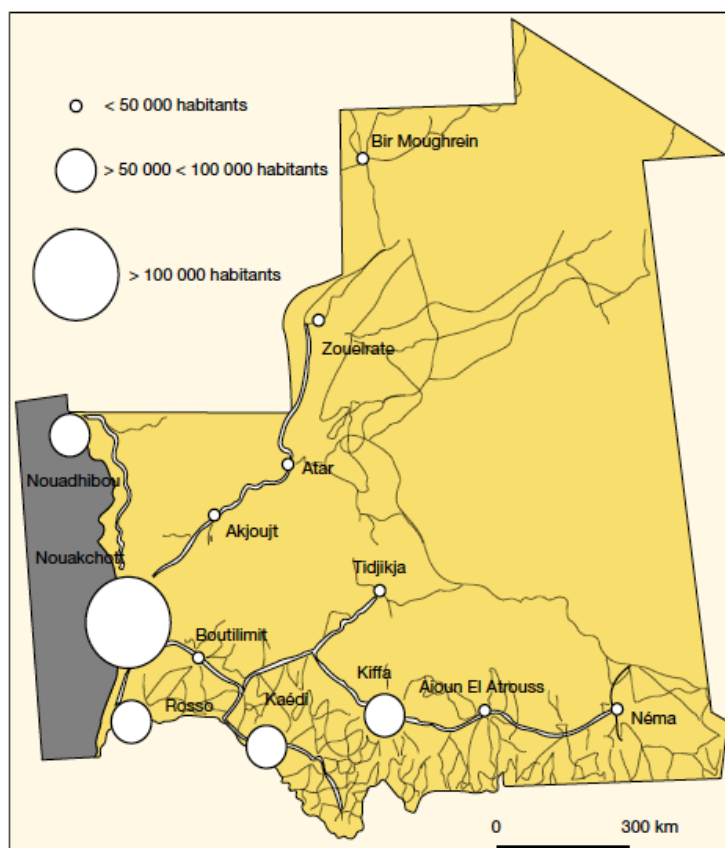 < 50 000 habitants
> 50 000 < 100 000 habitants
> 100 000 habitants
Bir Moughrein
Zouelrate
Nouadhibou
Atar
Akjoujt
Nouakchott
Tidjikja
Boutilimit
Kiffa
Aioun El Atrouss
Rosso
Kaédi
Néma
0 300 km